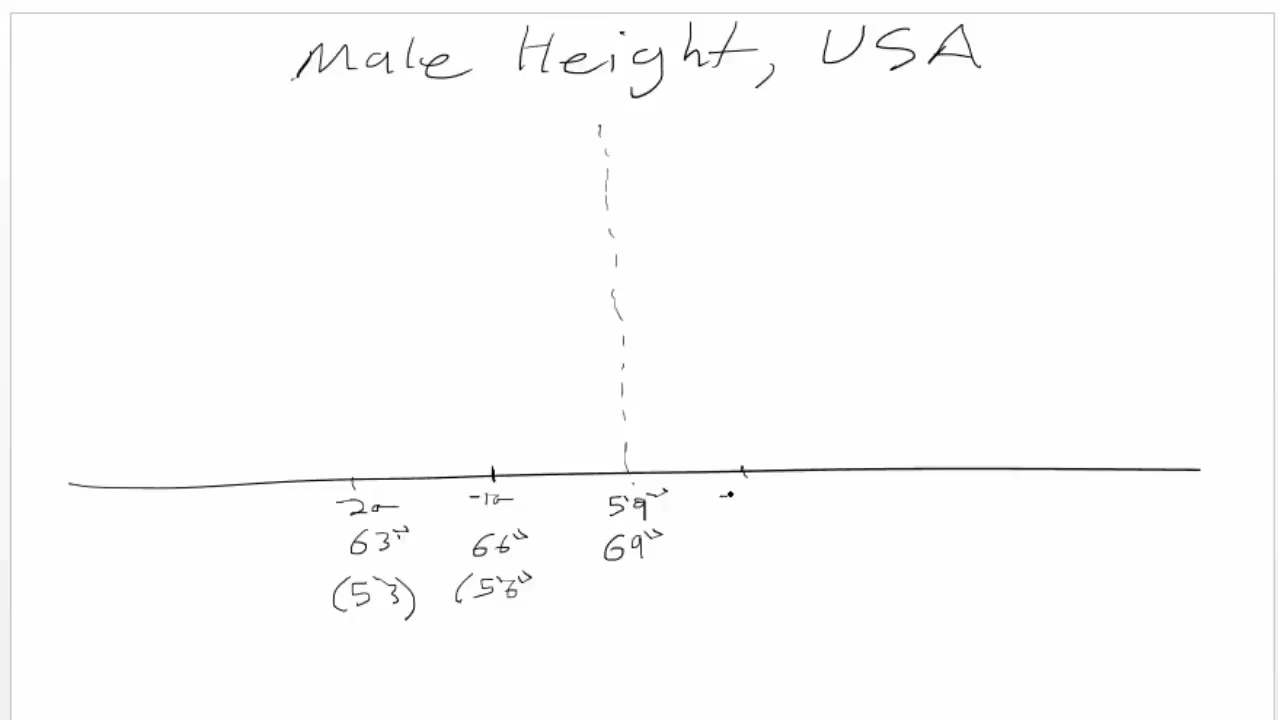 Male Height, USA
-2σ -1σ 5'9" -
63" 66" 69"
(5'3) (5'6"